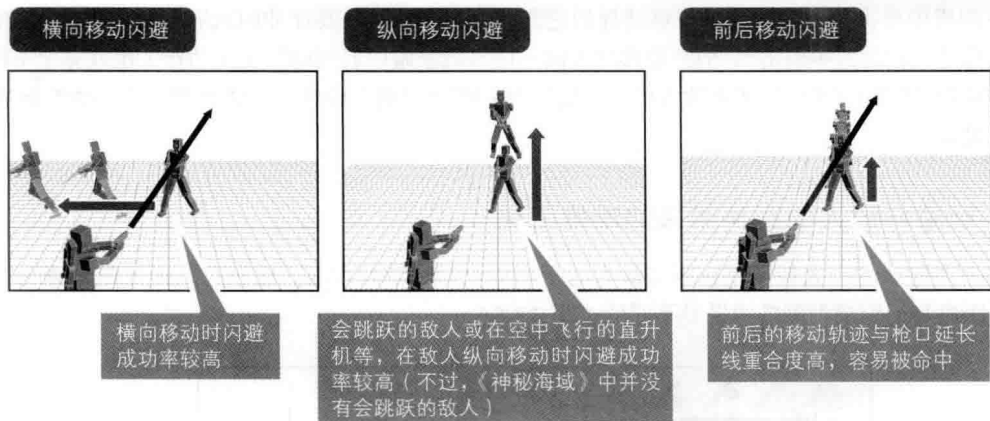 横向移动闪避
纵向移动闪避
前后移动闪避
横向移动时闪避
成功率较高
会跳跃的敌人或在空中飞行的直升
机等，在敌人纵向移动时闪避成功
率较高（不过，《神秘海域》中并没
有会跳跃的敌人）
前后的移动轨迹与枪口延长
线重合度高，容易被命中